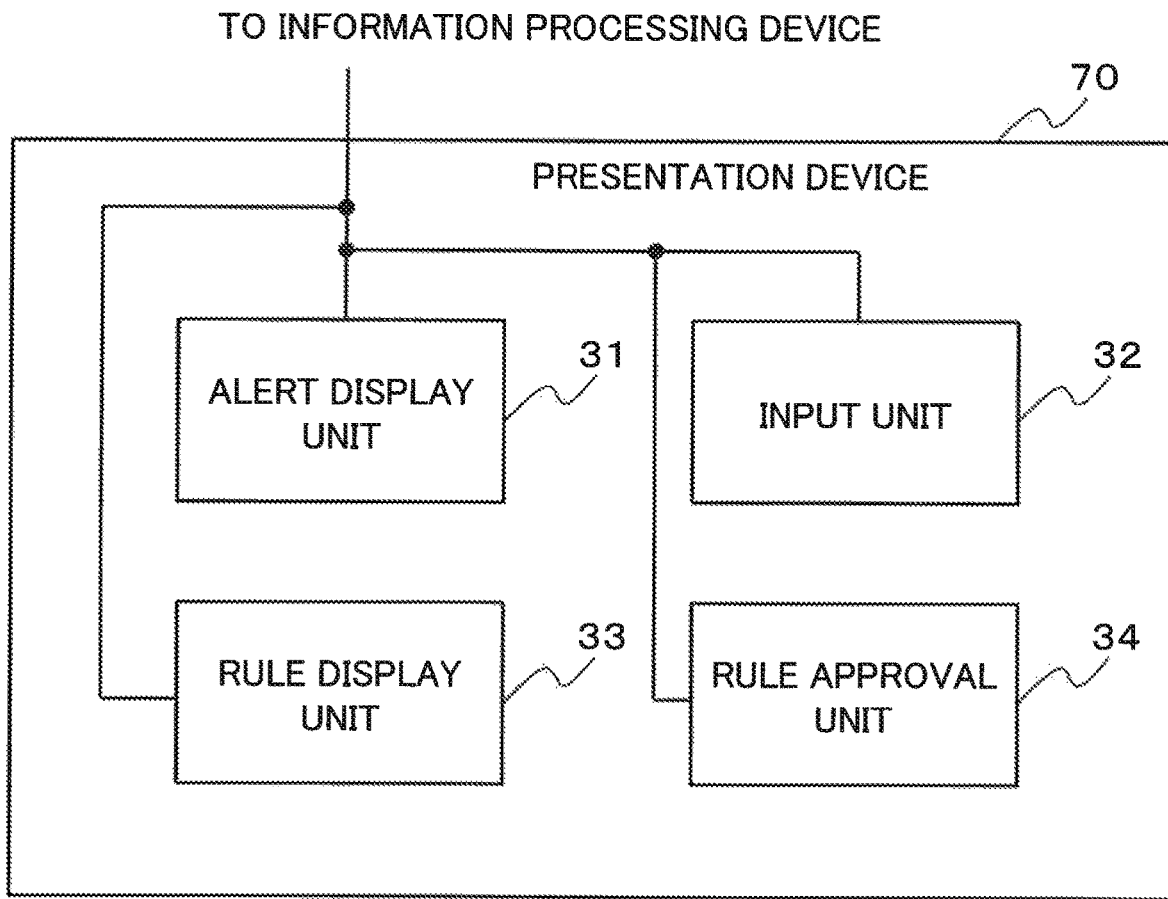 TO INFORMATION PROCESSING DEVICE
70
PRESENTATION DEVICE
31
ALERT DISPLAY
UNIT
32
INPUT UNIT
33
RULE DISPLAY
UNIT
34
RULE APPROVAL
UNIT